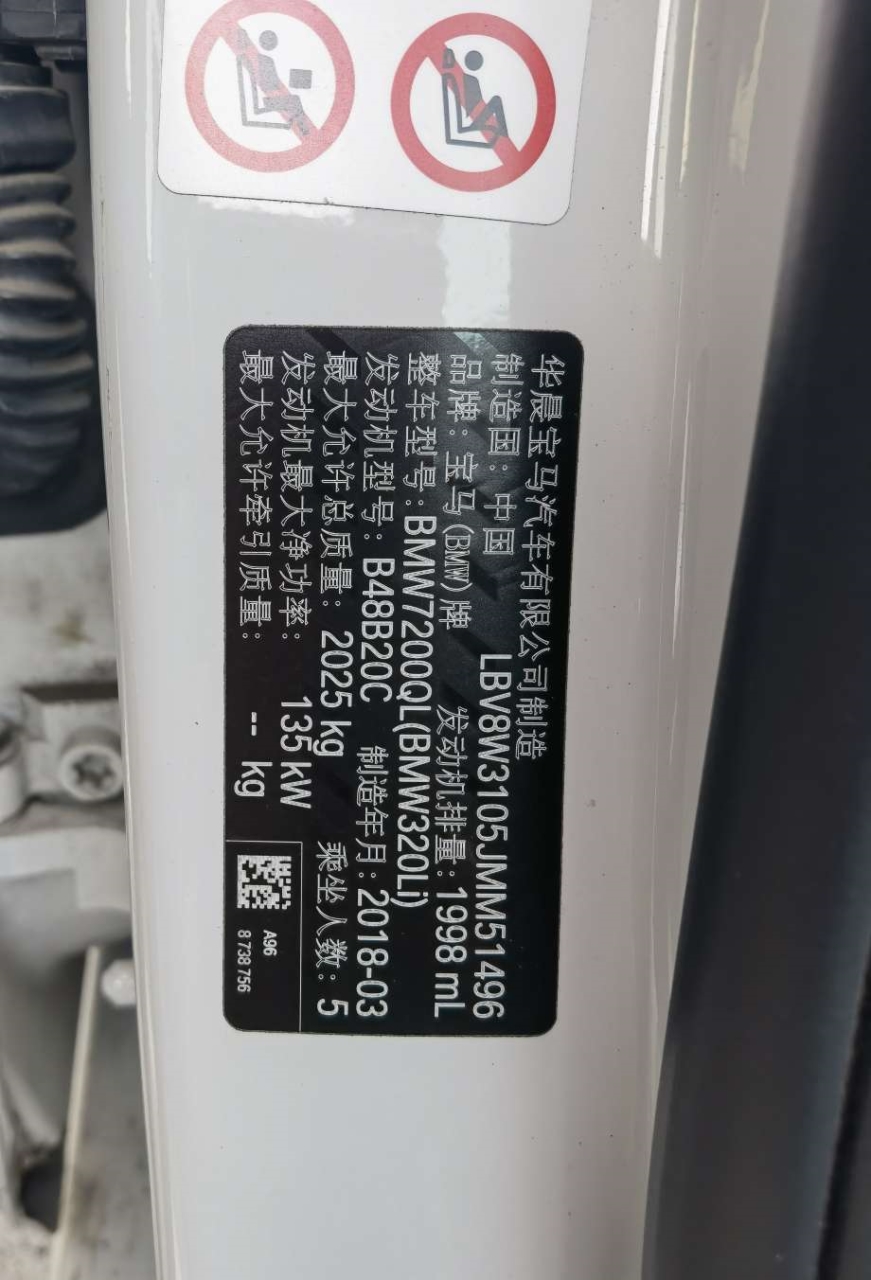 华晨宝马汽车有限公司制造
制造国：中国 LBV8W3105JMM51496
品牌：宝马(BMW)牌 发动机排量：1998 mL
整车型号：BMW7200QL(BMW320Li)
发动机型号：B48B20C 制造年月：2018-03
最大允许总质量：2025 kg 乘坐人数：5
发动机最大净功率：135 kW
最大允许牵引质量：-- kg
A96
8 738 756